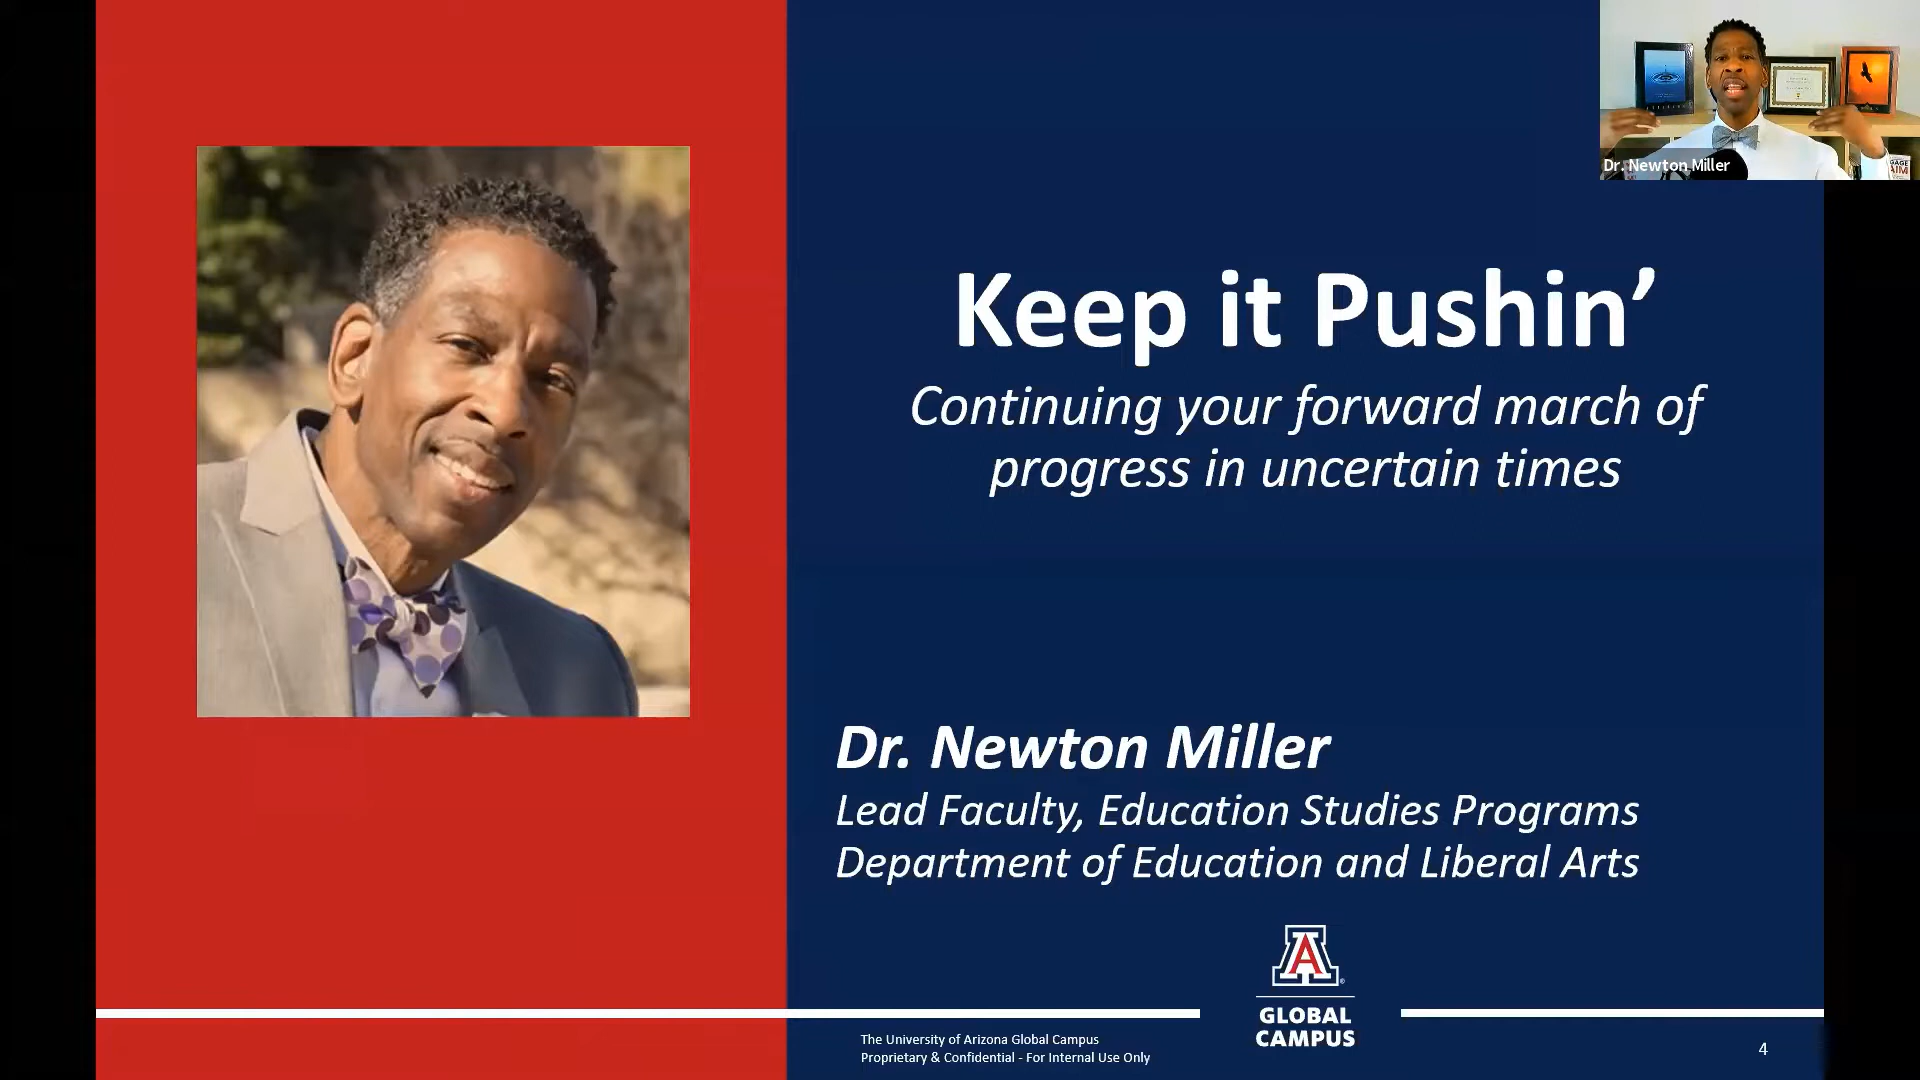 Dr. Newton Miller
GAGE
AIM
Keep it Pushin’
Continuing your forward march of
progress in uncertain times
Dr. Newton Miller
Lead Faculty, Education Studies Programs
Department of Education and Liberal Arts
A
GLOBAL
CAMPUS
The University of Arizona Global Campus
Proprietary & Confidential - For Internal Use Only
4